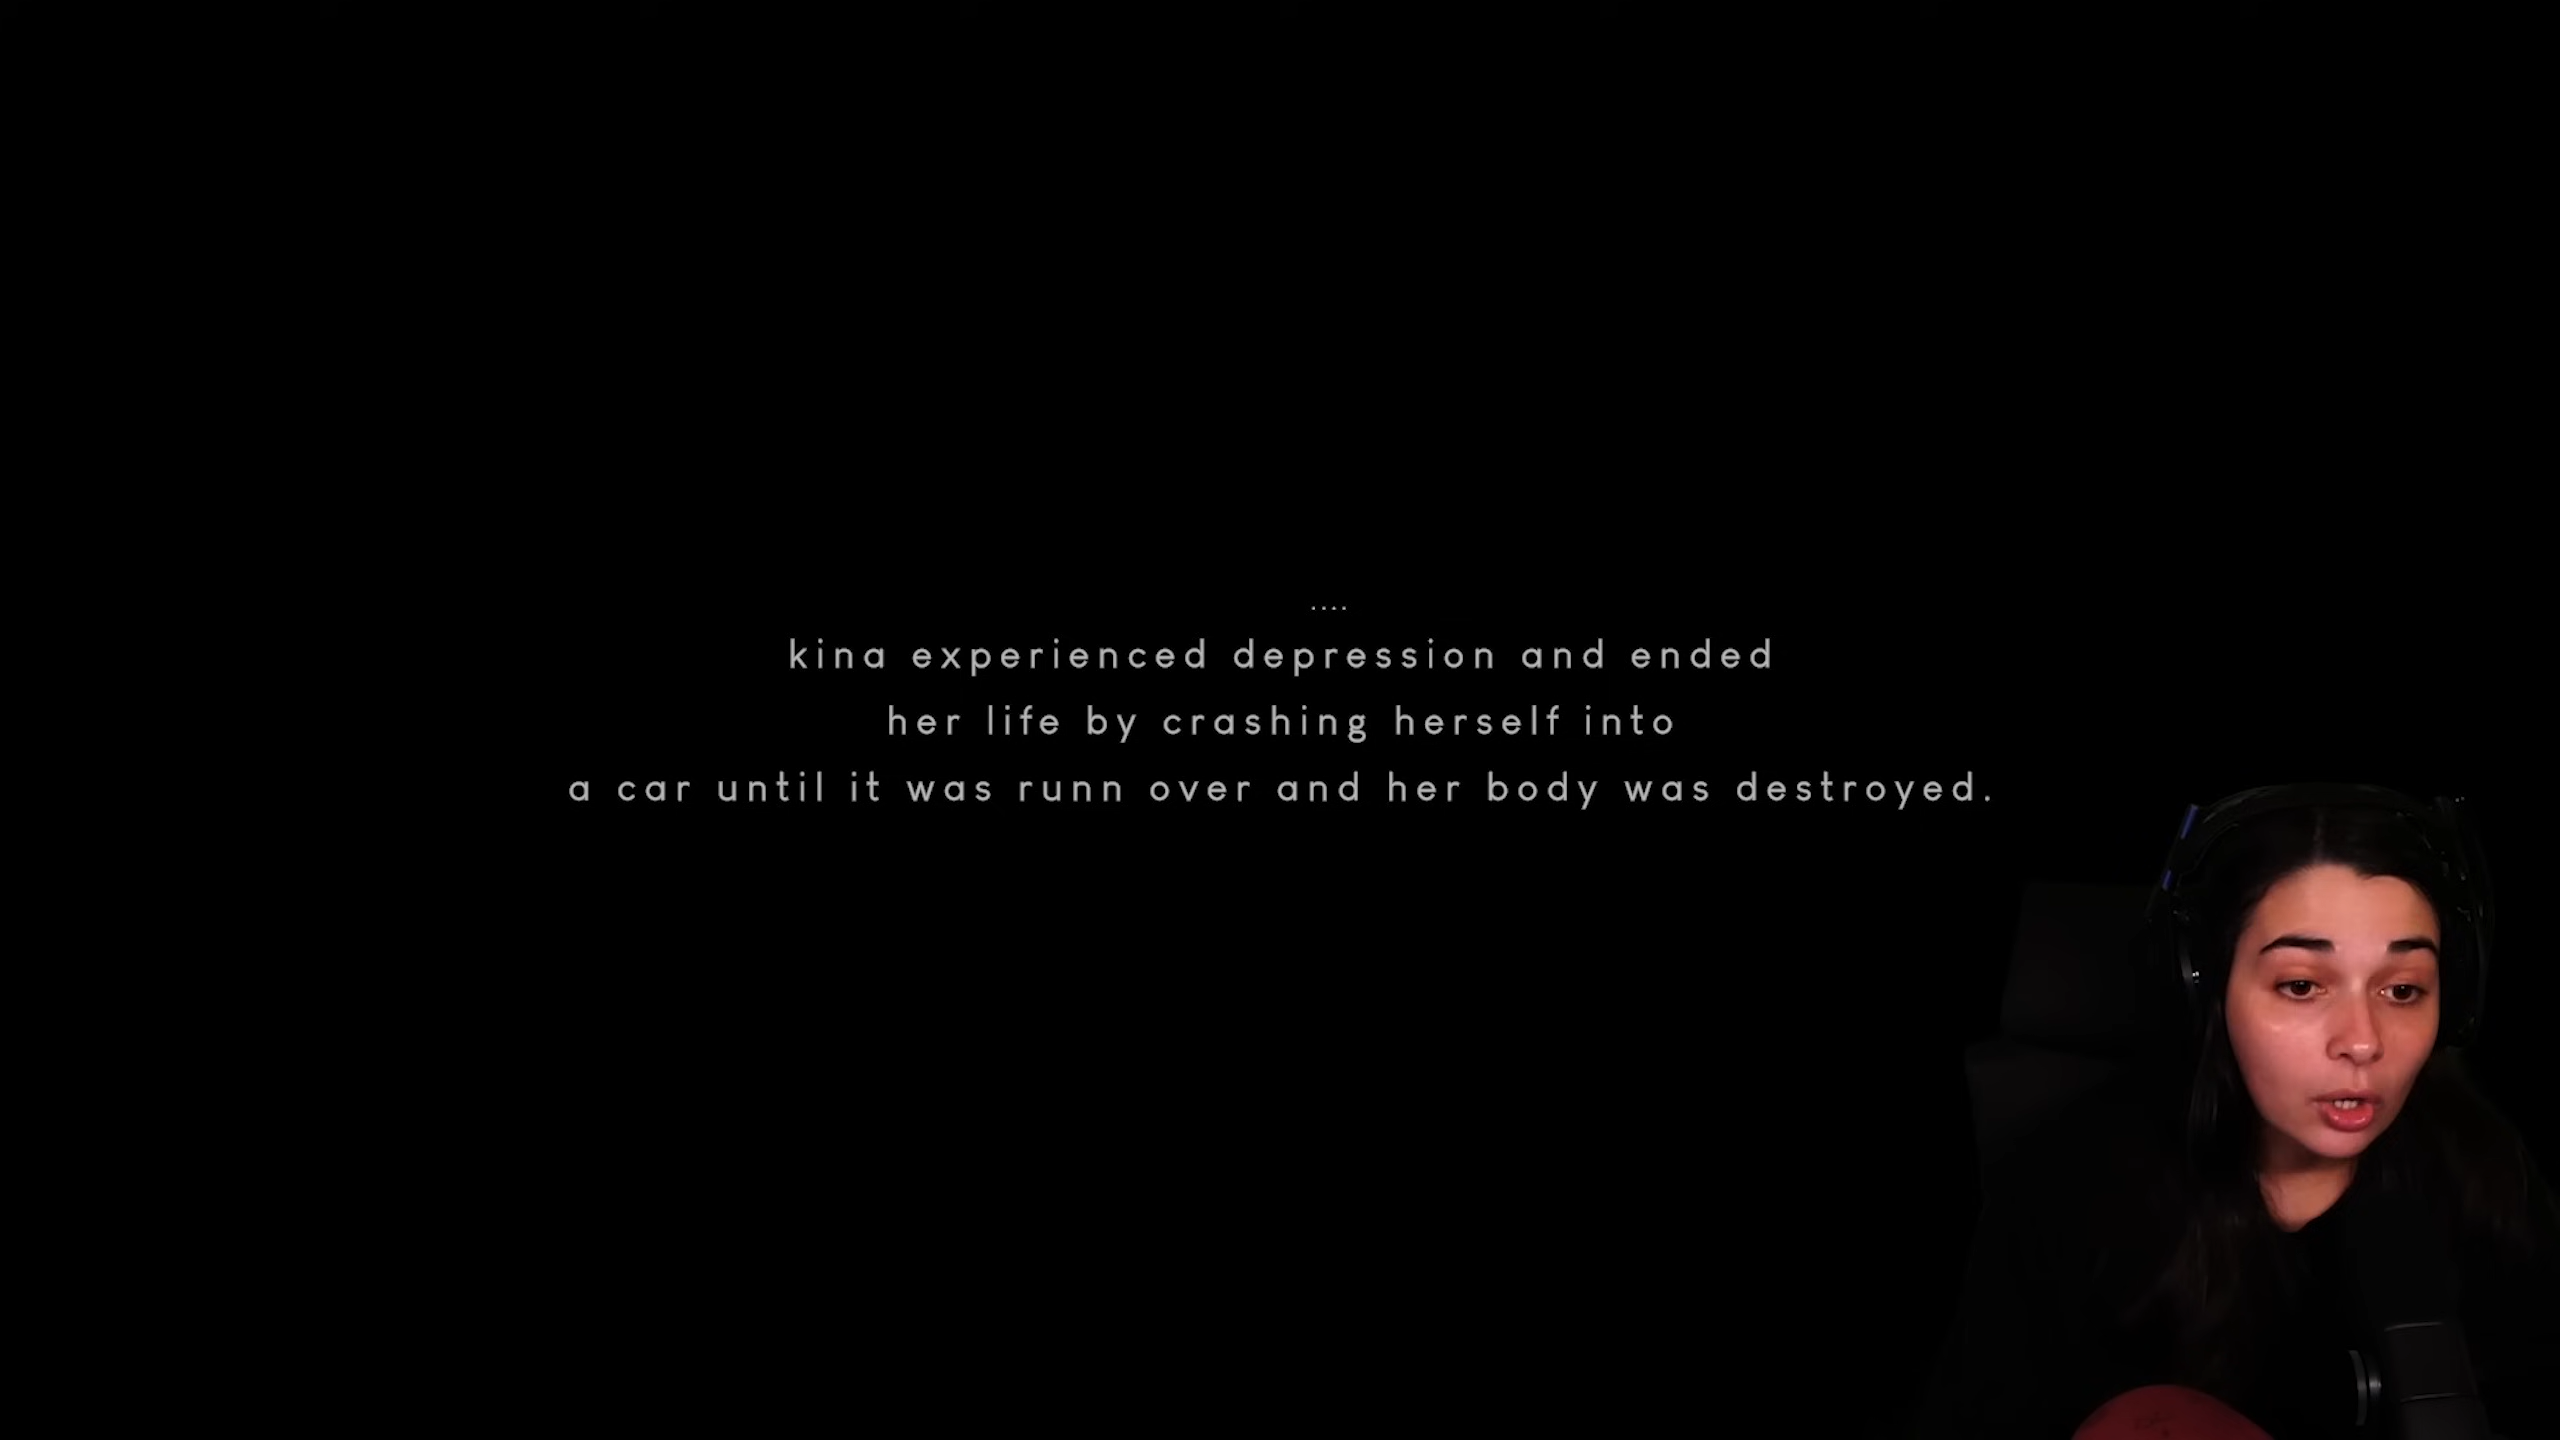 ....
kina experienced depression and ended
her life by crashing herself into
a car until it was runn over and her body was destroyed.